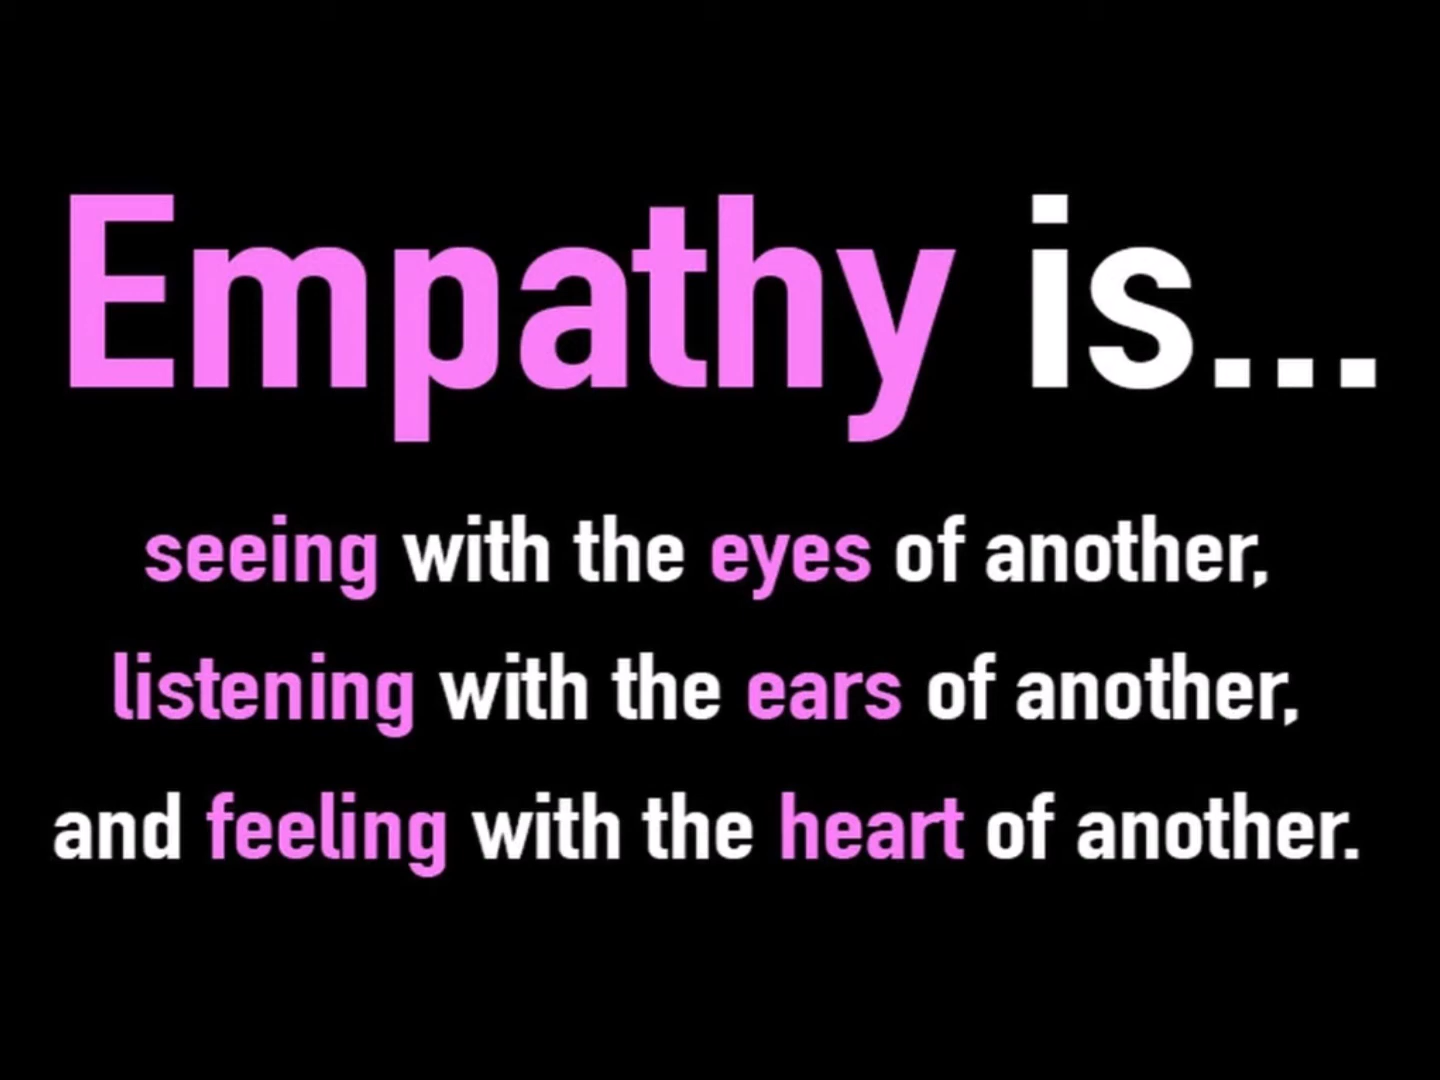 Empathy is...
seeing with the eyes of another,
listening with the ears of another,
and feeling with the heart of another.